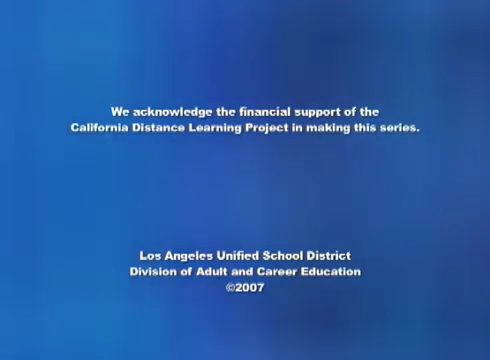 We acknowledge the financial support of the
California Distance Learning Project in making this series.
Los Angeles Unified School District
Division of Adult and Career Education
©2007